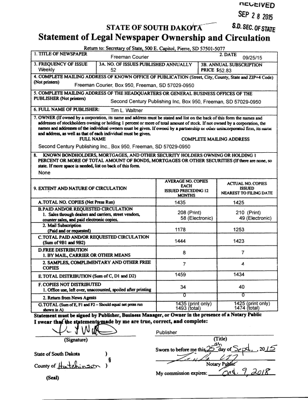 RECEIVED
SEP 28 2015
S.D. SEC. OF STATE
STATE OF SOUTH DAKOTA
Statement of Legal Newspaper Ownership and Circulation
Return to: Secretary of State, 500 E. Capitol, Pierre, SD 57501-5077
1. TITLE OF NEWSPAPER
Freeman Courier
2. DATE
09/25/15
3. FREQUENCY OF ISSUE
Weekly
3A. NO. OF ISSUES PUBLISHED ANNUALLY
52
3B. ANNUAL SUBSCRIPTION
PRICE $52.83
4. COMPLETE MAILING ADDRESS OF KNOWN OFFICE OF PUBLICATION (Street, City, County, State and ZIP+4 Code)
(Not printers)
Freeman Courier, Box 950, Freeman, SD 57029-0950
5. COMPLETE MAILING ADDRESS OF THE HEADQUARTERS OR GENERAL BUSINESS OFFICES OF THE
PUBLISHER (Not printers)
Second Century Publishing Inc., Box 950, Freeman, SD 57029-0950
6. FULL NAME OF PUBLISHER:
Tim L. Waltner
7. OWNER (If owned by corporation, its name and address must be stated and list on the back of this form the names and
addresses of stockholders owning or holding 1 percent or more of total amount of stock. If not owned by a corporation, the
names and address of the individual owners must be given. If owned by a partnership or other unincorporated firm, its name
and address, as well as that of each individual must be given.
FULL NAME
COMPLETE MAILING ADDRESS
Second Century Publishing Inc., Box 950, Freeman, SD 57029-0950
8. KNOWN BONDHOLDERS, MORTGAGES, AND OTHER SECURITY HOLDERS OWNING OR HOLDING 1
PERCENT OR MORE OF TOTAL AMOUNT OF BONDS, MORTGAGES OR OTHER SECURITIES (If there are none, so
state. If more space is needed, list on back of this form.
None
9. EXTENT AND NATURE OF CIRCULATION
AVERAGE NO. COPIES
EACH
ISSUED PRECEDING 12
MONTHS
ACTUAL NO. COPIES
ISSUED
NEAREST TO FILING DATE
A. TOTAL NO. COPIES (Net Press Run)
1435
1425
B. PAID AND/OR REQUESTED CIRCULATION
1. Sales through dealers and carriers, street vendors,
counter sales, and paid electronic copies.
208 (Print)
58 (Electronic)
215 (Print)
49 (Electronic)
2. Mail Subscription
(Paid and or requested)
1178
1253
C. TOTAL PAID AND/OR REQUESTED CIRCULATION
(Sum of 9B1 and 9B2)
1444
1423
D. FREE DISTRIBUTION
1. BY MAIL, CARRIER OR OTHER MEANS
8
7
2. SAMPLES, COMPLIMENTARY AND OTHER FREE
COPIES
7
4
E. TOTAL DISTRIBUTION (Sum of C, D1 and D2)
1459
1434
F. COPIES NOT DISTRIBUTED
1. Office use, left over, unaccounted, spoiled after printing
34
40
2. Return from News Agents
0
0
G. TOTAL (Sum of E, F1 and F2 - Should equal net press run
shown in A)
1435 (print only)
1493 (total)
1425 (print only)
1474 (total)
Statement must be signed by Publisher, Business Manager, or Owner in the presence of a Notary Public
I swear that the statements made by me are true, correct, and complete:
(Signature)
Publisher
(Title)
State of South Dakota )
County of Hutchinson )
(Seal)
Sworn to before me this 25 day of Sept. 2015
Notary Public
My commission expires: 9, 2018